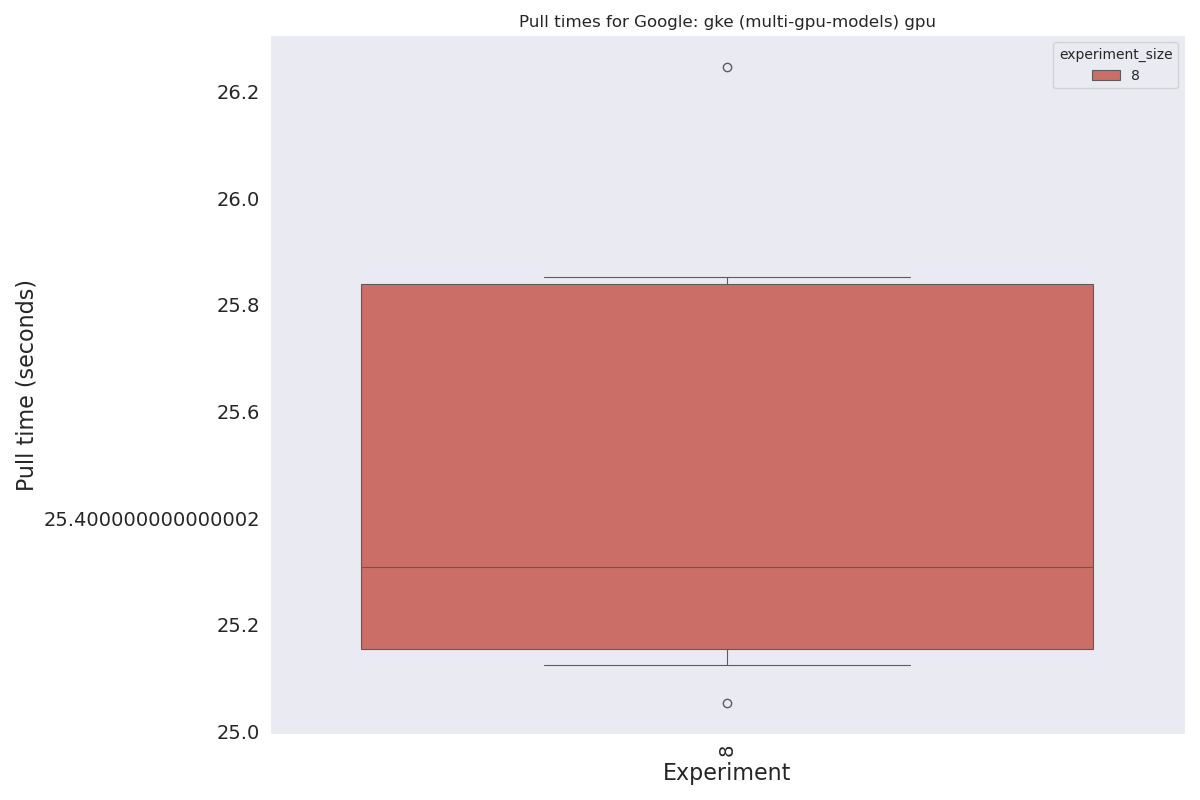 Pull times for Google: gke (multi-gpu-models) gpu
experiment_size
8
26.2
26.0
25.8
25.6
25.400000000000002
25.2
25.0
Pull time (seconds)
8
Experiment